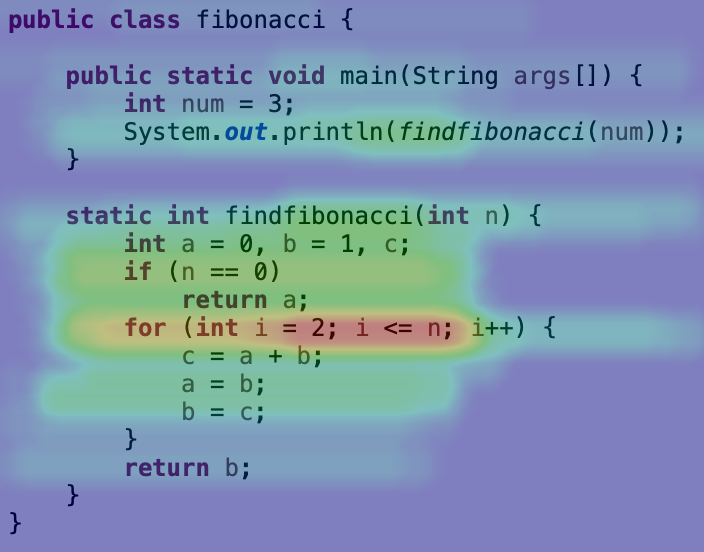 public class fibonacci {
public static void main(String args[]) {
int num = 3;
System.out.println(findfibonacci(num));
}
static int findfibonacci(int n) {
int a = 0, b = 1, c;
if (n == 0)
return a;
for (int i = 2; i <= n; i++) {
c = a + b;
a = b;
b = c;
}
return b;
}
}